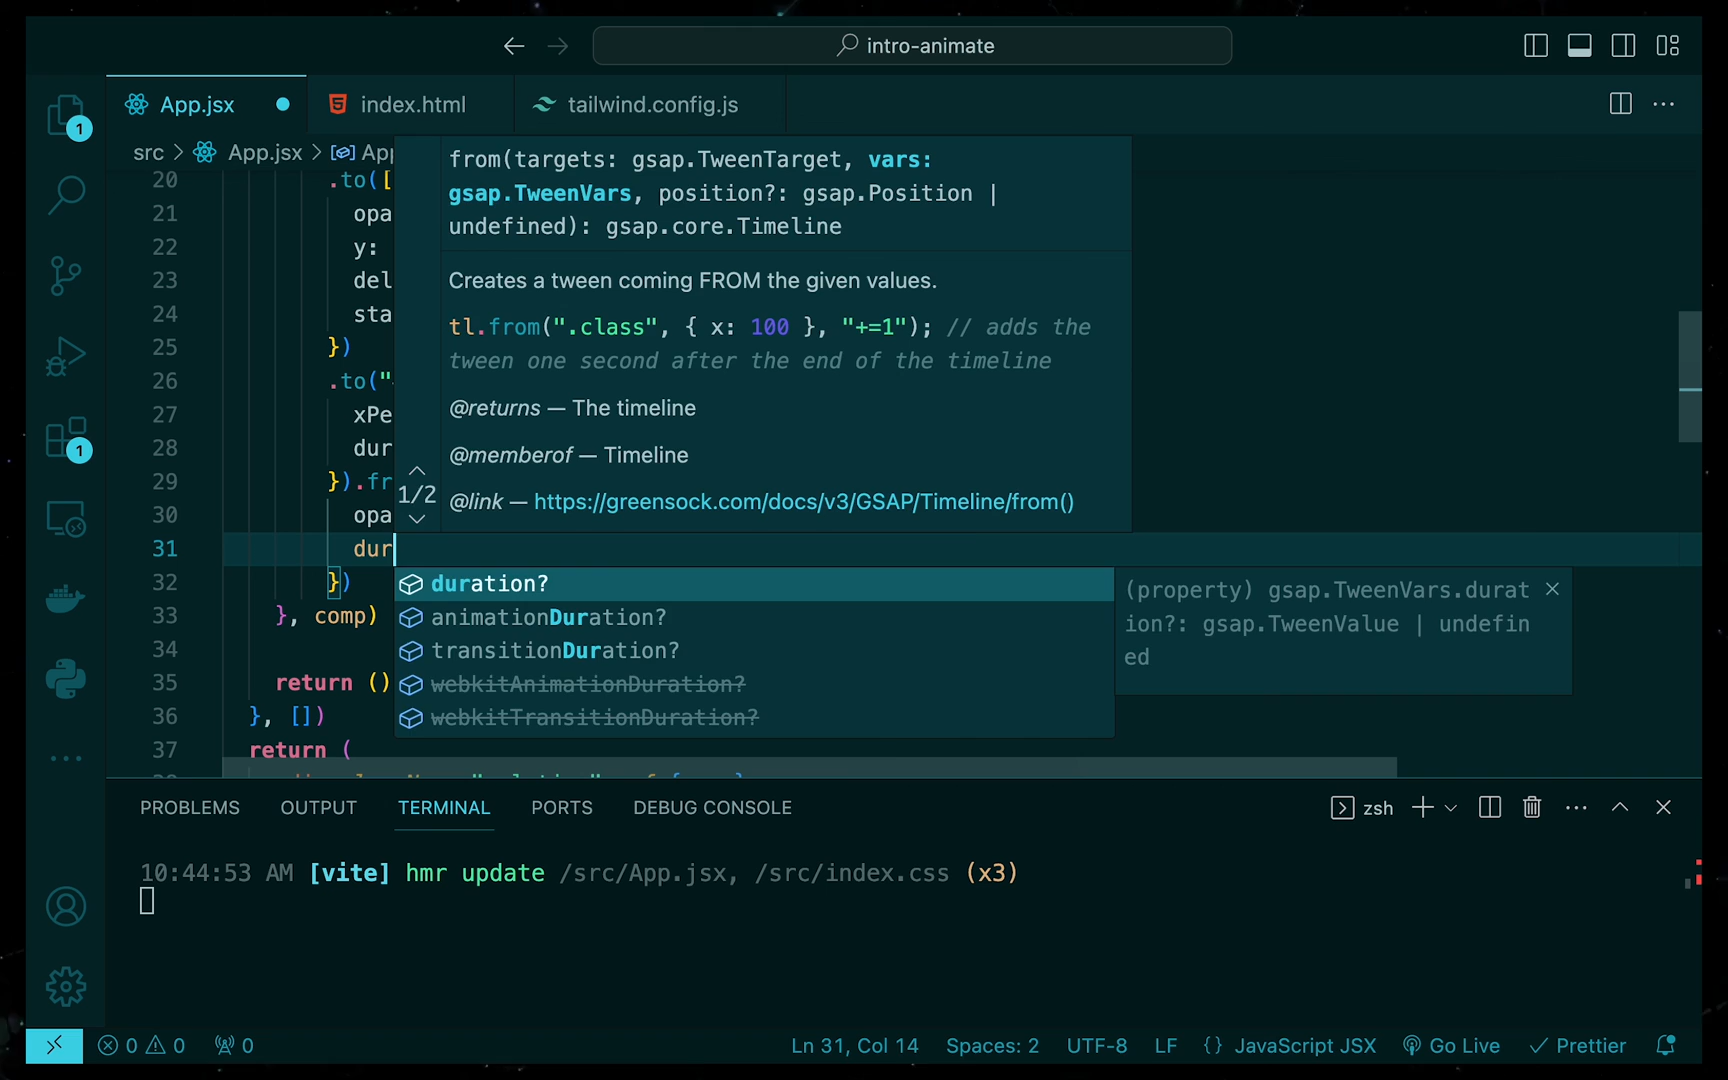 intro-animate
App.jsx
index.html
tailwind.config.js
src > App.jsx > App
from(targets: gsap.TweenTarget, vars:
gsap.TweenVars, position?: gsap.Position |
undefined): gsap.core.Timeline
Creates a tween coming FROM the given values.
tl.from(".class", { x: 100 }, "+=1"); // adds the
tween one second after the end of the timeline
@returns — The timeline
@memberof — Timeline
1/2
@link — https://greensock.com/docs/v3/GSAP/Timeline/from()
20 .to([
21 opa
22 y:
23 del
24 sta
25 })
26 .to("
27 xPe
28 dur
29 }).fr
30 opa
31 dur
32 })
33 }, comp)
34
35 return ()
36 }, [])
37 return (
duration?
animationDuration?
transitionDuration?
webkitAnimationDuration?
webkitTransitionDuration?
(property) gsap.TweenVars.durat
ion?: gsap.TweenValue | undefin
ed
1
1
PROBLEMS OUTPUT TERMINAL PORTS DEBUG CONSOLE zsh
10:44:53 AM [vite] hmr update /src/App.jsx, /src/index.css (x3)
0 0 0 Ln 31, Col 14 Spaces: 2 UTF-8 LF {} JavaScript JSX Go Live Prettier